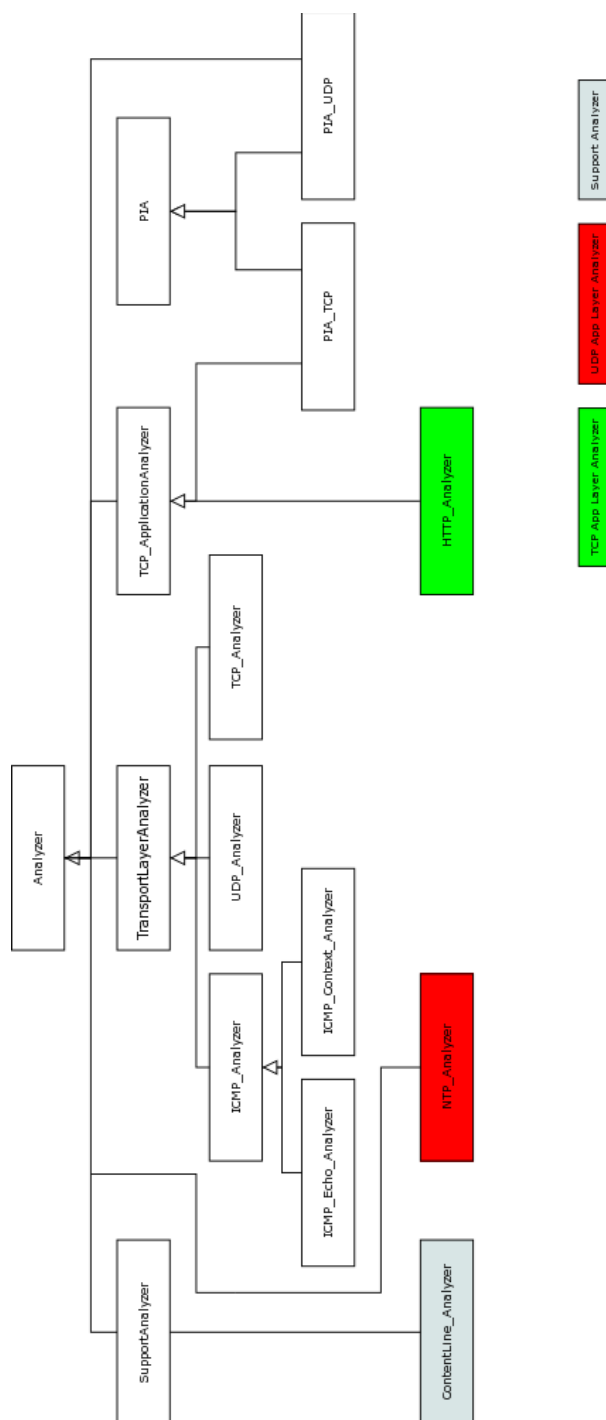 Analyzer
SupportAnalyzer
TransportLayerAnalyzer
TCP_ApplicationAnalyzer
PIA
ICMP_Analyzer
UDP_Analyzer
TCP_Analyzer
ICMP_Echo_Analyzer
ICMP_Context_Analyzer
PIA_TCP
PIA_UDP
ContentLine_Analyzer
NTP_Analyzer
HTTP_Analyzer
TCP App Layer Analyzer
UDP App Layer Analyzer
Support Analyzer